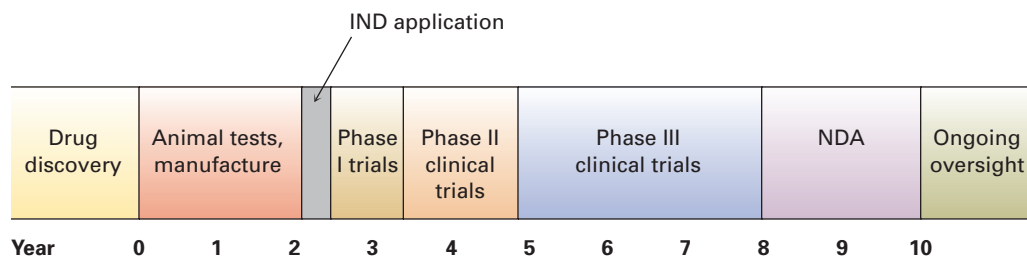 IND application
Drug
discovery
Animal tests,
manufacture
Phase
I trials
Phase II
clinical
trials
Phase III
clinical trials
NDA
Ongoing
oversight
Year 0 1 2 3 4 5 6 7 8 9 10